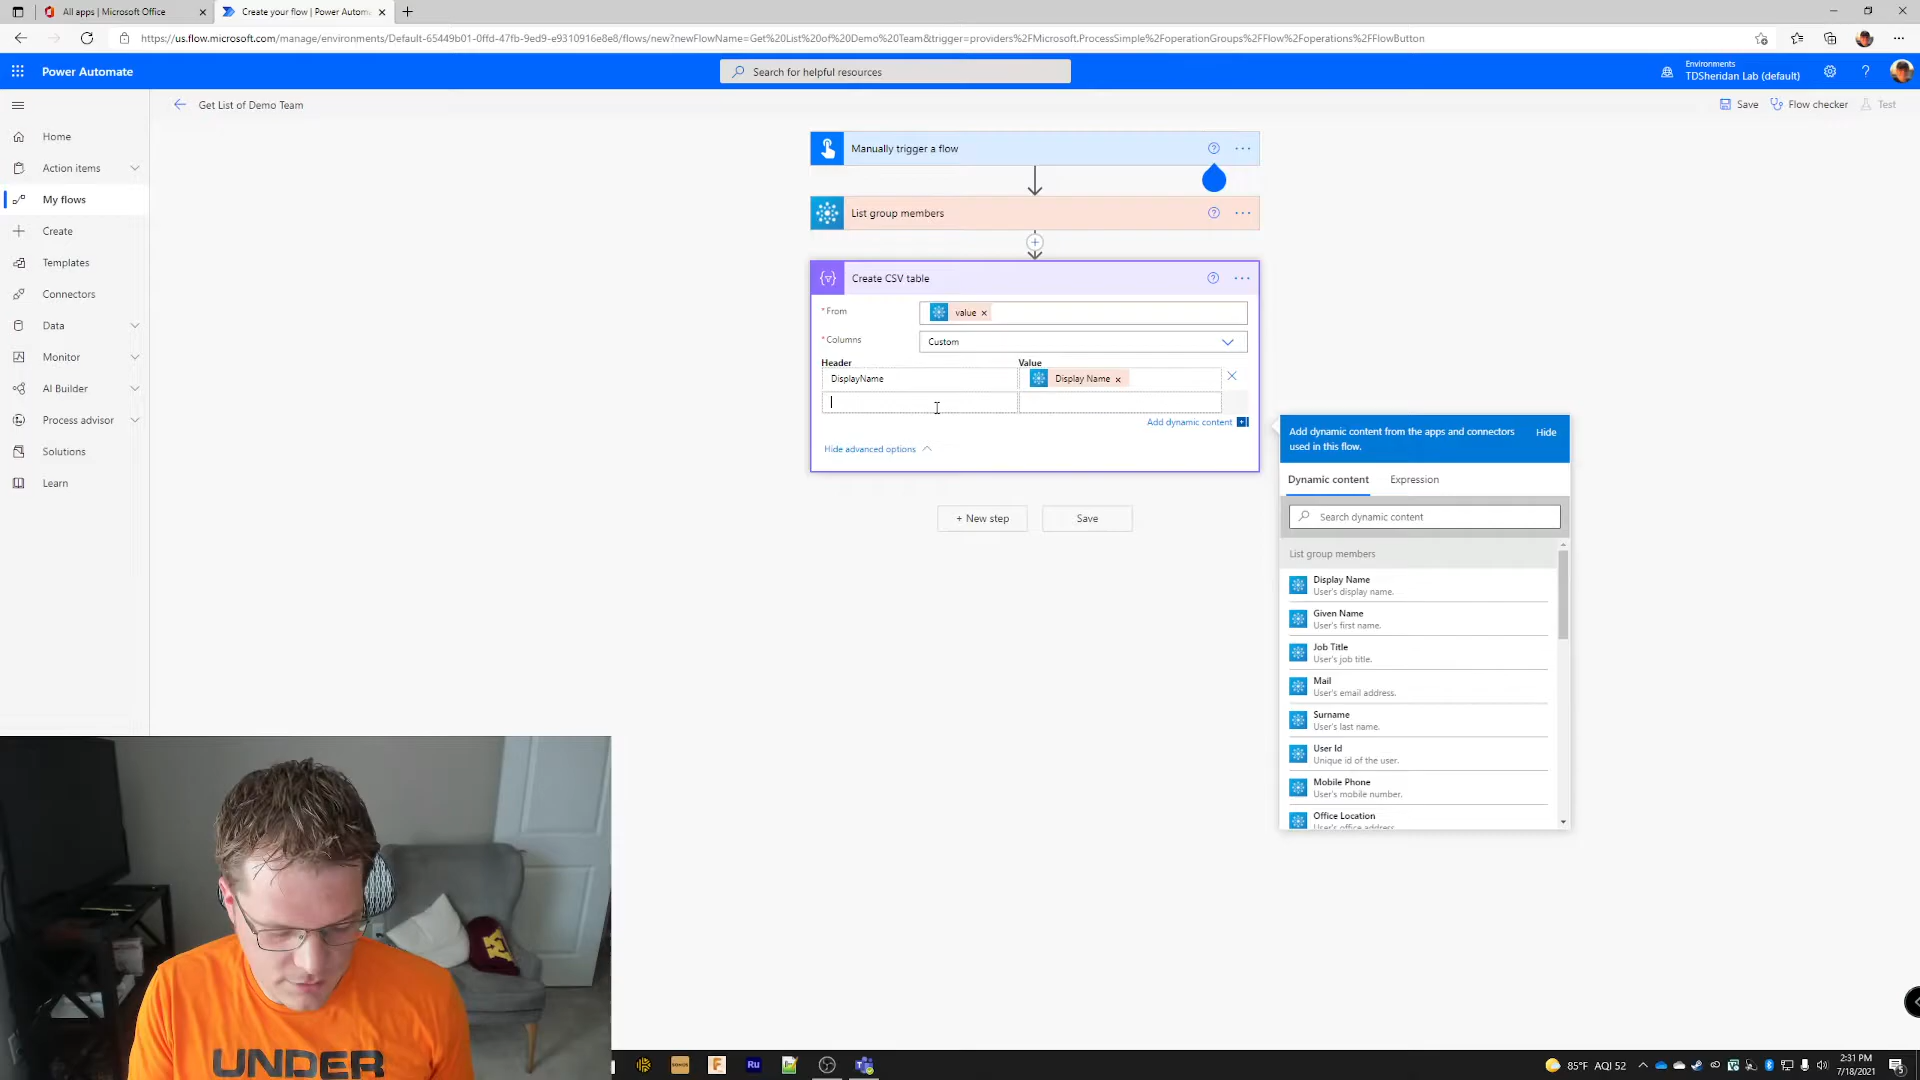 All apps | Microsoft Office
Create your flow | Power Autom
https://us.flow.microsoft.com/manage/environments/Default-65449b01-0ffd-47fb-9ed9-e9310916e8e8/flows/new?newFlowName=Get%20List%20of%20Demo%20Team&trigger=providers%2FMicrosoft.ProcessSimple%2FoperationGroups%2FFlow%2Foperations%2FFlowButton
Power Automate
Search for helpful resources
Environments
TDSheridan Lab (default)
Get List of Demo Team
Save
Flow checker
Test
Home
Action items
My flows
Create
Templates
Connectors
Data
Monitor
AI Builder
Process advisor
Solutions
Learn
Manually trigger a flow
List group members
Create CSV table
* From
value
* Columns
Custom
Header
Value
DisplayName
Display Name
Add dynamic content
Hide advanced options
+ New step
Save
Add dynamic content from the apps and connectors
used in this flow.
Hide
Dynamic content
Expression
Search dynamic content
List group members
Display Name
User's display name.
Given Name
User's first name.
Job Title
User's job title.
Mail
User's email address.
Surname
User's last name.
User Id
Unique id of the user.
Mobile Phone
User's mobile number.
Office Location
User's office address.
UNDER
SONOS
F
Ru
85°F AQI 52
2:31 PM
7/18/2021
5